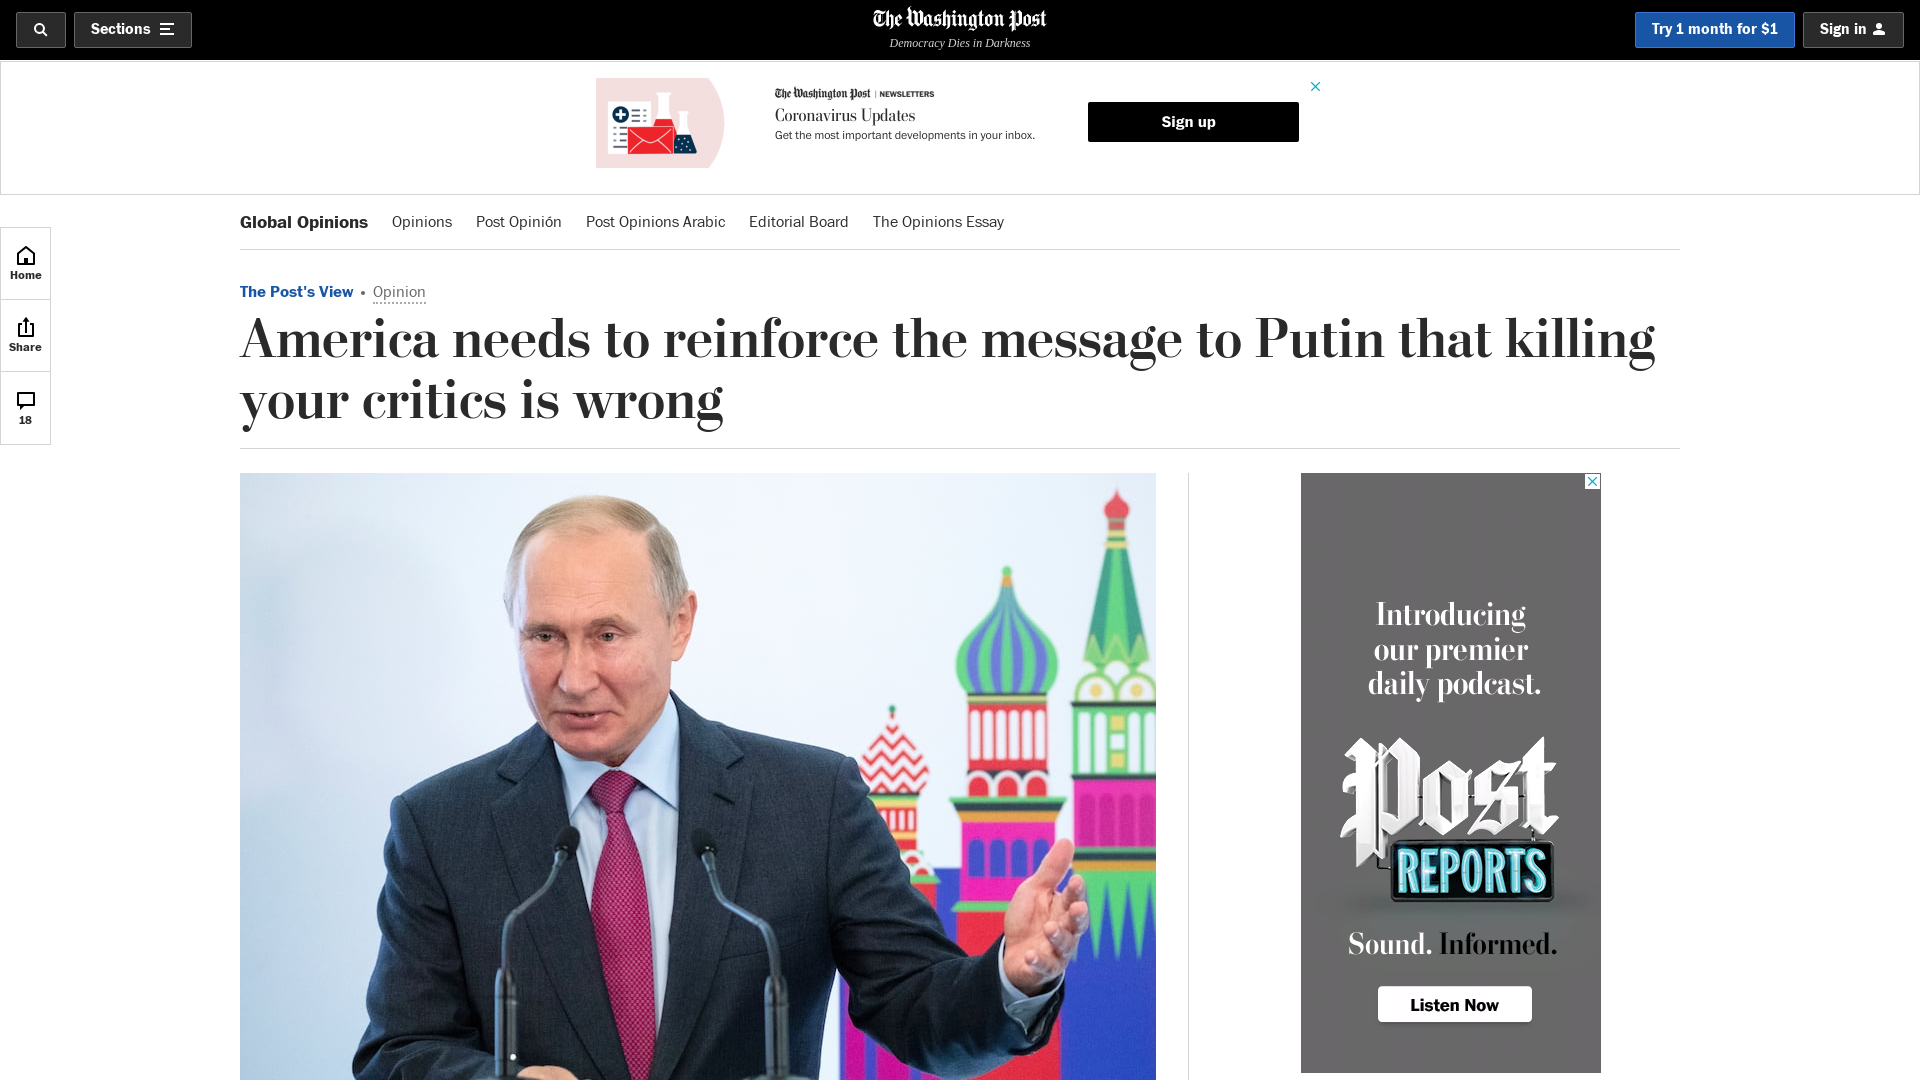 Sections
The Washington Post
Democracy Dies in Darkness
Try 1 month for $1
Sign in
The Washington Post | NEWSLETTERS
Coronavirus Updates
Get the most important developments in your inbox.
Sign up
Global Opinions Opinions Post Opinión Post Opinions Arabic Editorial Board The Opinions Essay
Home
Share
18
The Post's View • Opinion
America needs to reinforce the message to Putin that killing
your critics is wrong
Introducing
our premier
daily podcast.
Post
REPORTS
Sound. Informed.
Listen Now